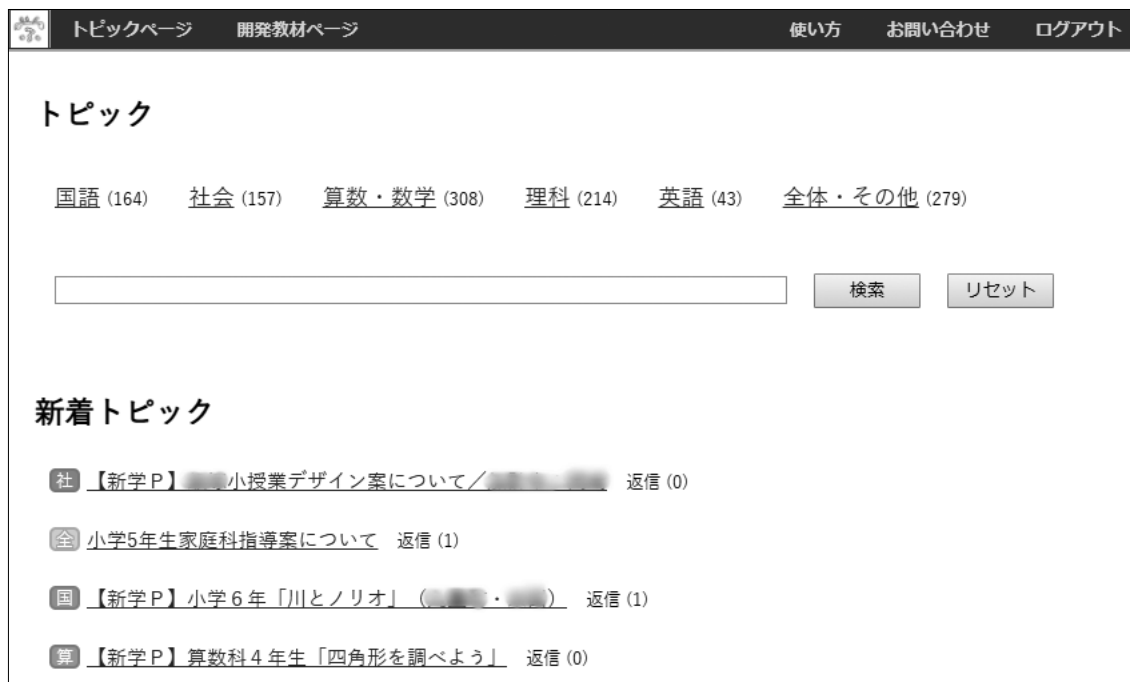 トピックページ 開発教材ページ 使い方 お問い合わせ ログアウト
トピック
国語 (164) 社会 (157) 算数・数学 (308) 理科 (214) 英語 (43) 全体・その他 (279)
検索 リセット
新着トピック
社 【新学P】小授業デザイン案について／ 返信 (0)
全 小学5年生家庭科指導案について 返信 (1)
国 【新学P】小学６年「川とノリオ」（・） 返信 (1)
算 【新学P】算数科４年生「四角形を調べよう」 返信 (0)